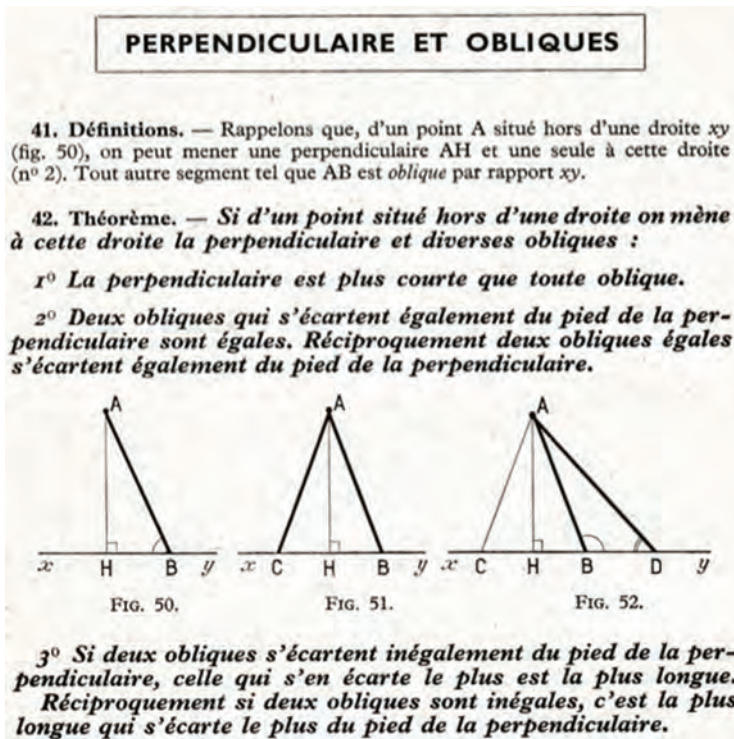 PERPENDICULAIRE ET OBLIQUES
41. Définitions. — Rappelons que, d'un point A situé hors d'une droite xy
(fig. 50), on peut mener une perpendiculaire AH et une seule à cette droite
(nº 2). Tout autre segment tel que AB est oblique par rapport xy.
42. Théorème. — Si d'un point situé hors d'une droite on mène
à cette droite la perpendiculaire et diverses obliques :
1º La perpendiculaire est plus courte que toute oblique.
2º Deux obliques qui s'écartent également du pied de la per-
pendiculaire sont égales. Réciproquement deux obliques égales
s'écartent également du pied de la perpendiculaire.
A
x H B y
FIG. 50.
A
x C H B y
FIG. 51.
A
x C H B D y
FIG. 52.
3º Si deux obliques s'écartent inégalement du pied de la per-
pendiculaire, celle qui s'en écarte le plus est la plus longue.
Réciproquement si deux obliques sont inégales, c'est la plus
longue qui s'écarte le plus du pied de la perpendiculaire.